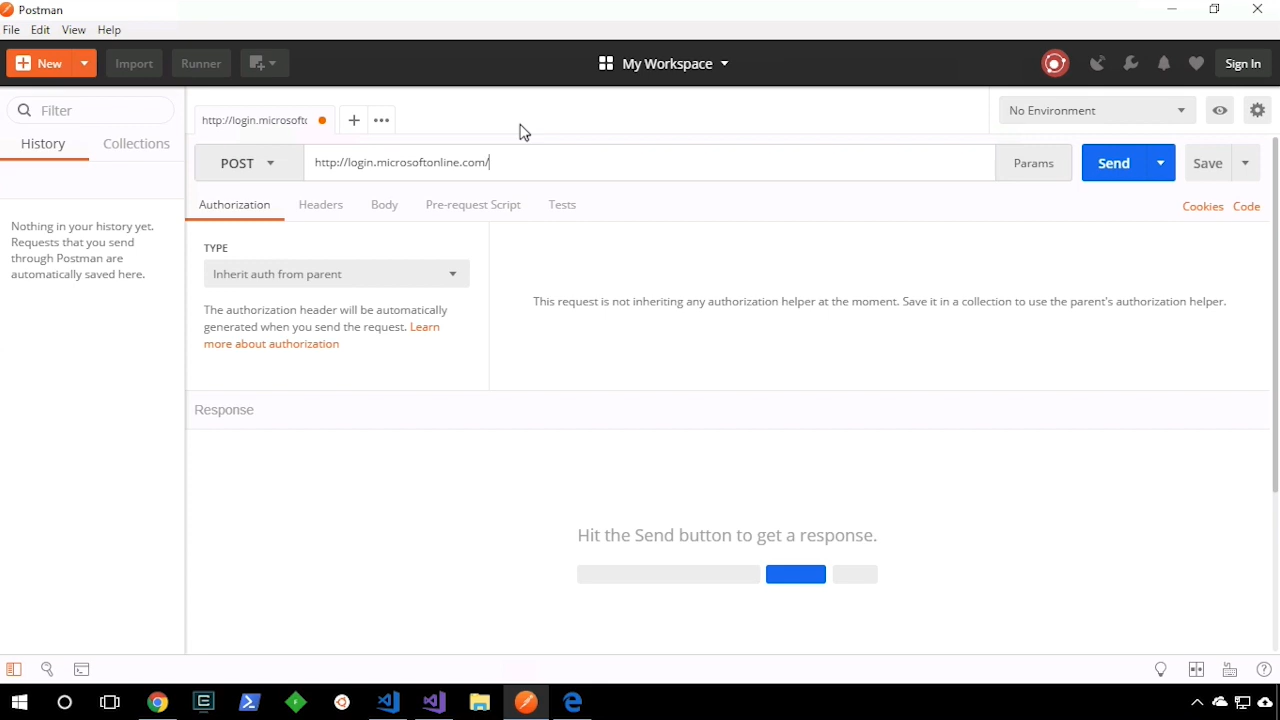 Postman
File Edit View Help
New Import Runner My Workspace Sign In
Filter
http://login.microsofto
No Environment
History Collections
POST http://login.microsoftonline.com/ Params Send Save
Authorization Headers Body Pre-request Script Tests Cookies Code
Nothing in your history yet.
Requests that you send
through Postman are
automatically saved here.
TYPE
Inherit auth from parent
The authorization header will be automatically
generated when you send the request. Learn
more about authorization
This request is not inheriting any authorization helper at the moment. Save it in a collection to use the parent's authorization helper.
Response
Hit the Send button to get a response.